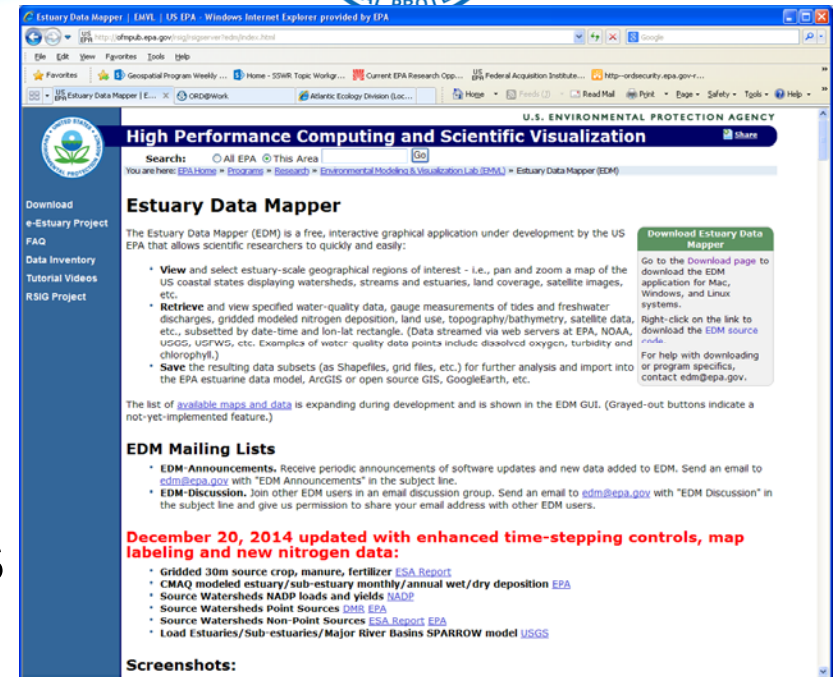 Estuary Data Mapper | EMVL | US EPA - Windows Internet Explorer provided by EPA
http://ofmpub.epa.gov/rsig/rsigserver?edm/index.html
Google
File Edit View Favorites Tools Help
Favorites Geospatial Program Weekly ... Home - SSWR Topic Workgr... Current EPA Research Opp... Federal Acquisition Institute... http--ordsecurity.epa.gov-r...
Estuary Data Mapper | E... ORD@Work Atlantic Ecology Division (Loc... Home Feeds (J) Read Mail Print Page Safety Tools Help
U.S. ENVIRONMENTAL PROTECTION AGENCY
High Performance Computing and Scientific Visualization
Share
Search: All EPA This Area Go
You are here: EPA Home » Programs » Research » Environmental Modeling & Visualization Lab (EMVL) » Estuary Data Mapper (EDM)
Download
e-Estuary Project
FAQ
Data Inventory
Tutorial Videos
RSIG Project
Estuary Data Mapper
The Estuary Data Mapper (EDM) is a free, interactive graphical application under development by the US
EPA that allows scientific researchers to quickly and easily:
• View and select estuary-scale geographical regions of interest - i.e., pan and zoom a map of the
US coastal states displaying watersheds, streams and estuaries, land coverage, satellite images,
etc.
• Retrieve and view specified water-quality data, gauge measurements of tides and freshwater
discharges, gridded modeled nitrogen deposition, land use, topography/bathymetry, satellite data,
etc., subsetted by date-time and lon-lat rectangle. (Data streamed via web servers at EPA, NOAA,
USGS, USFWS, etc. Examples of water quality data points include dissolved oxygen, turbidity and
chlorophyll.)
• Save the resulting data subsets (as Shapefiles, grid files, etc.) for further analysis and import into
the EPA estuarine data model, ArcGIS or open source GIS, GoogleEarth, etc.
Download Estuary Data
Mapper
Go to the Download page to
download the EDM
application for Mac,
Windows, and Linux
systems.
Right-click on the link to
download the EDM source
code.
For help with downloading
or program specifics,
contact edm@epa.gov.
The list of available maps and data is expanding during development and is shown in the EDM GUI. (Grayed-out buttons indicate a
not-yet-implemented feature.)
EDM Mailing Lists
• EDM-Announcements. Receive periodic announcements of software updates and new data added to EDM. Send an email to
edm@epa.gov with "EDM Announcements" in the subject line.
• EDM-Discussion. Join other EDM users in an email discussion group. Send an email to edm@epa.gov with "EDM Discussion" in
the subject line and give us permission to share your email address with other EDM users.
December 20, 2014 updated with enhanced time-stepping controls, map
labeling and new nitrogen data:
• Gridded 30m source crop, manure, fertilizer ESA Report
• CMAQ modeled estuary/sub-estuary monthly/annual wet/dry deposition EPA
• Source Watersheds NADP loads and yields NADP
• Source Watersheds Point Sources DMR EPA
• Source Watersheds Non-Point Sources ESA Report EPA
• Load Estuaries/Sub-estuaries/Major River Basins SPARROW model USGS
Screenshots: